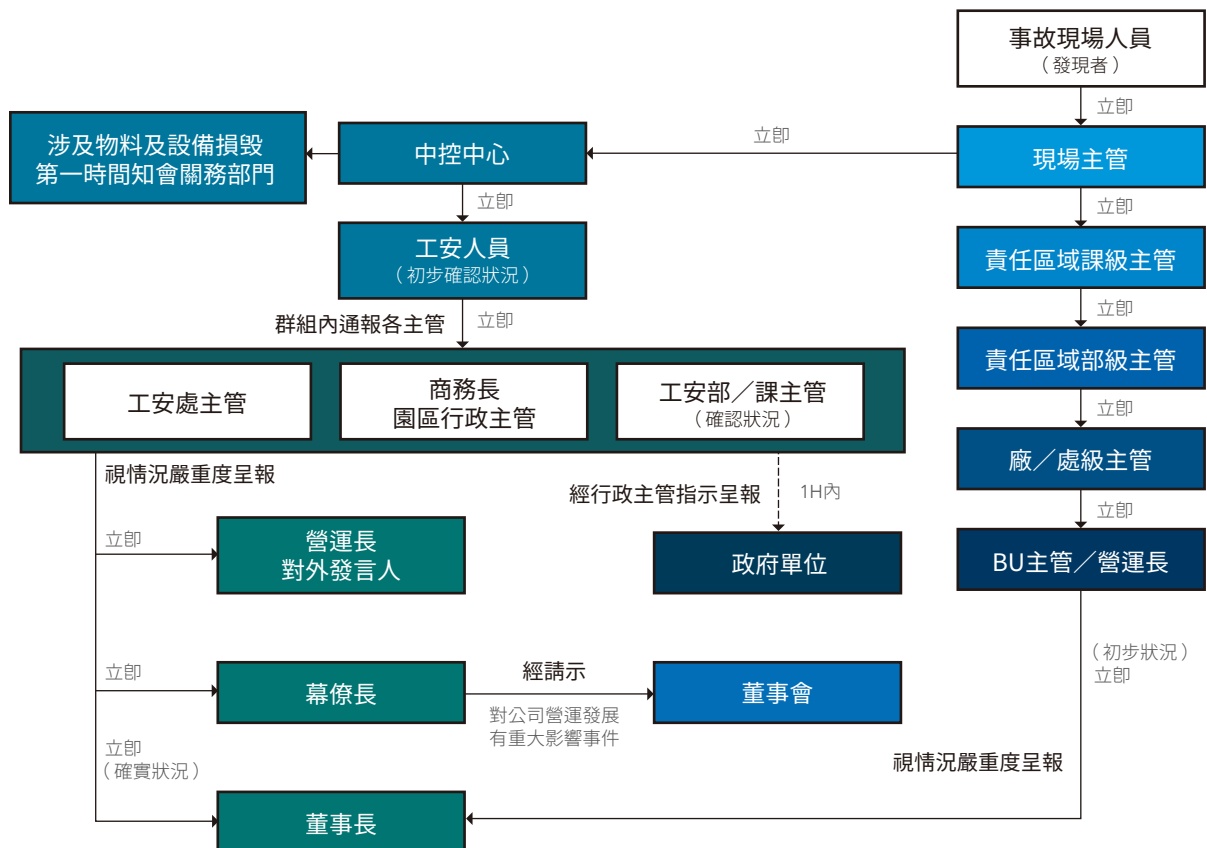 事故現場人員
（發現者）
立即
涉及物料及設備損毀
第一時間知會關務部門
中控中心
立即
現場主管
立即
立即
工安人員
（初步確認狀況）
責任區域課級主管
群組內通報各主管
立即
立即
工安處主管
商務長
園區行政主管
工安部／課主管
（確認狀況）
責任區域部級主管
立即
廠／處級主管
視情況嚴重度呈報
經行政主管指示呈報
1H內
立即
立即
營運長
對外發言人
政府單位
BU主管／營運長
立即
幕僚長
經請示
對公司營運發展
有重大影響事件
董事會
（初步狀況）
立即
立即
（確實狀況）
視情況嚴重度呈報
董事長